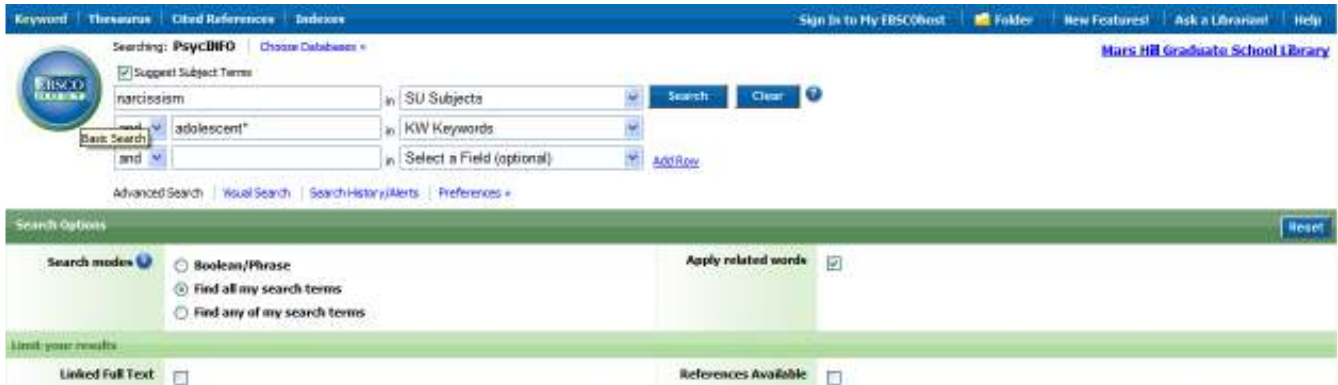 Keyword Thesaurus Cited References Indexes Sign In to My EBSCOhost Folder New Features! Ask a Librarian! Help
Searching: PsycINFO Choose Databases »
Mars Hill Graduate School Library
Suggest Subject Terms
EBSCO
narcissism in SU Subjects Search Clear
and adolescent* in KW Keywords
Basic Search
and in Select a Field (optional) Add Row
Advanced Search Visual Search Search History/Alerts Preferences »
Search Options Reset
Search modes Boolean/Phrase Apply related words
Find all my search terms
Find any of my search terms
Limit your results
Linked Full Text References Available